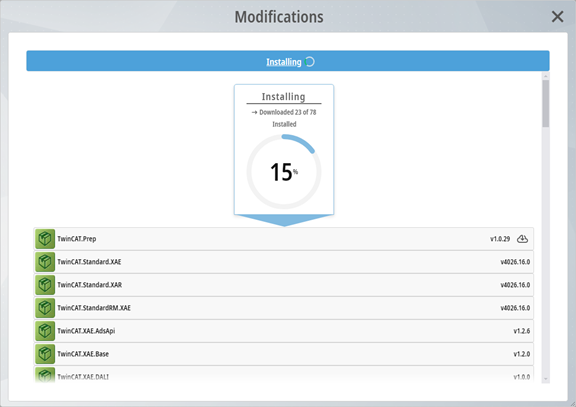 Modifications
Installing
Installing
→ Downloaded 23 of 78
Installed
15%
TwinCAT.Prep v1.0.29
TwinCAT.Standard.XAE v4026.16.0
TwinCAT.Standard.XAR v4026.16.0
TwinCAT.StandardRM.XAE v4026.16.0
TwinCAT.XAE.AdsApi v1.2.6
TwinCAT.XAE.Base v1.2.0
TwinCAT.XAE.DALI v1.0.0